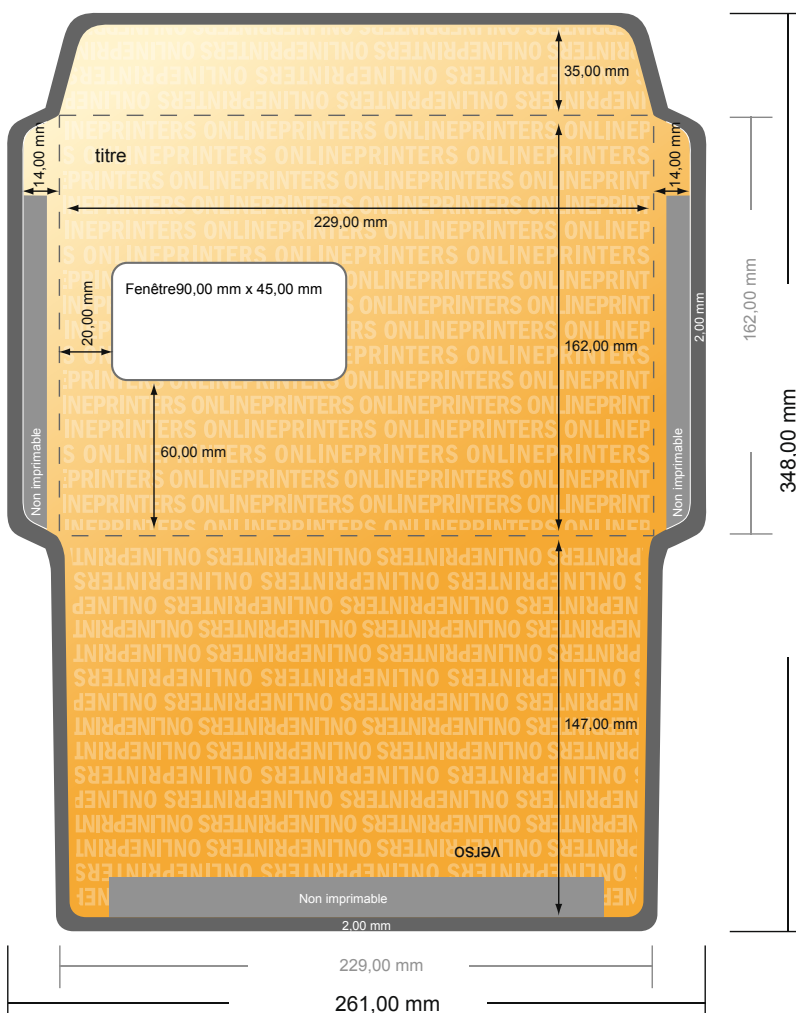 35,00 mm
ONLINEPRINTERS ONLINEPRINTERS
titre
14,00 mm
14,00 mm
229,00 mm
Fenêtre90,00 mm x 45,00 mm
20,00 mm
162,00 mm
2,00 mm
162,00 mm
348.00 mm
60,00 mm
Non imprimable
Non imprimable
147,00 mm
verso
Non imprimable
2,00 mm
229,00 mm
261,00 mm